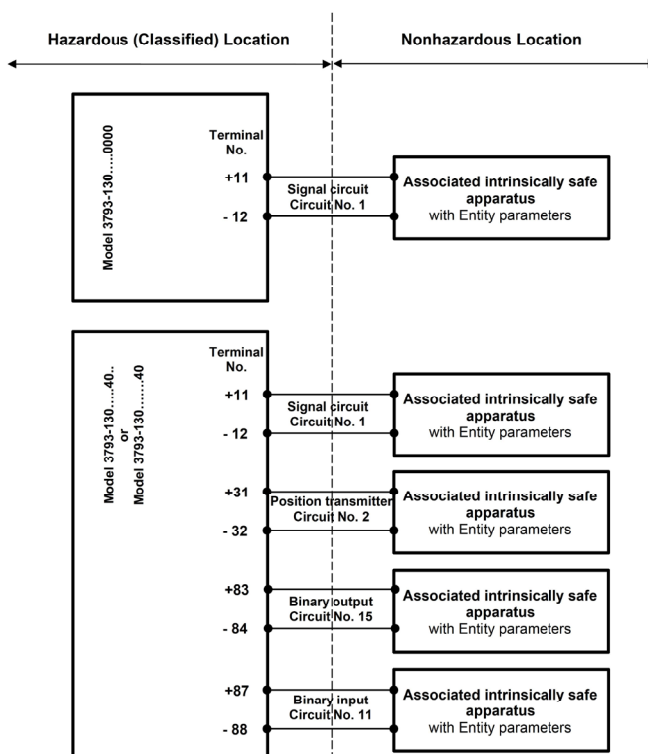 Hazardous (Classified) Location
Nonhazardous Location
Model 3793-130.....0000
Terminal
No.
+11
- 12
Signal circuit
Circuit No. 1
Associated intrinsically safe
apparatus
with Entity parameters
Model 3793-130......40..
or
Model 3793-130........40
Terminal
No.
+11
- 12
Signal circuit
Circuit No. 1
Associated intrinsically safe
apparatus
with Entity parameters
+31
- 32
Position transmitter
Circuit No. 2
Associated intrinsically safe
apparatus
with Entity parameters
+83
- 84
Binary output
Circuit No. 15
Associated intrinsically safe
apparatus
with Entity parameters
+87
- 88
Binary input
Circuit No. 11
Associated intrinsically safe
apparatus
with Entity parameters